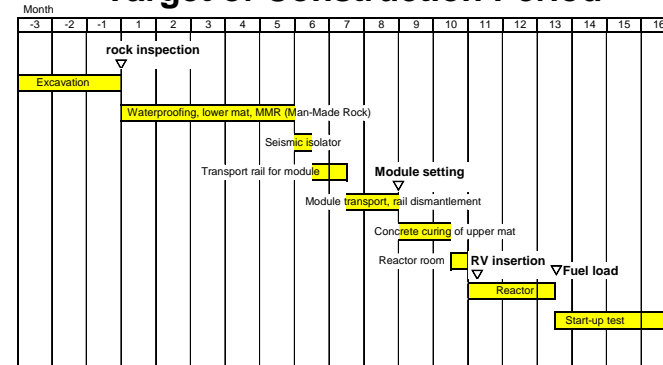 Target of Construction Period
Month
-3 -2 -1 1 2 3 4 5 6 7 8 9 10 11 12 13 14 15 16
rock inspection
Excavation
Waterproofing, lower mat, MMR (Man-Made Rock)
Seismic isolator
Transport rail for module
Module setting
Module transport, rail dismantlement
Concrete curing of upper mat
Reactor room
RV insertion
Fuel load
Reactor
Start-up test